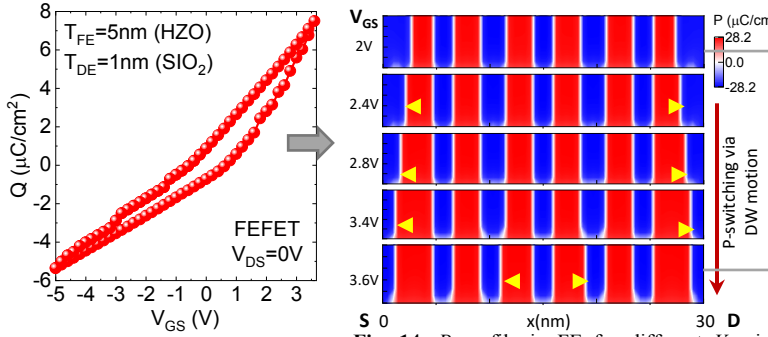 T_FE=5nm (HZO)
T_DE=1nm (SIO₂)
FEFET
V_DS=0V
Q (μC/cm²)
8
6
4
2
0
-2
-4
-6
-5 -4 -3 -2 -1 0 1 2 3
V_GS (V)
V_GS
2V
2.4V
2.8V
3.4V
3.6V
P (μC/cm
28.2
0.0
-28.2
P-switching via
DW motion
S 0 x(nm) 30 D